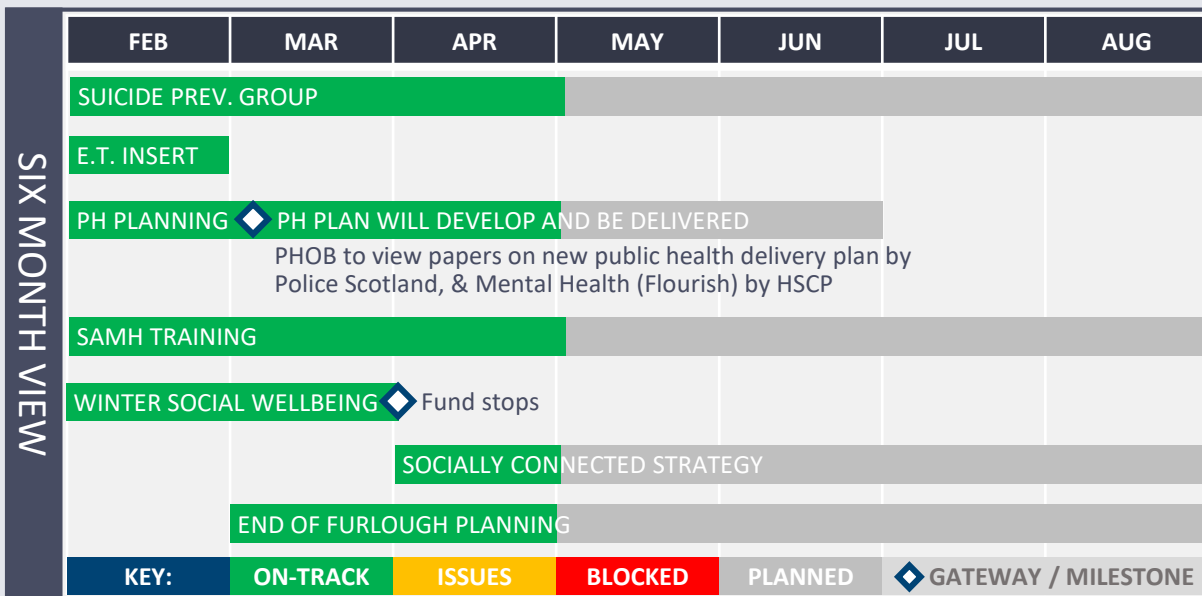 SIX MONTH VIEW
FEB MAR APR MAY JUN JUL AUG
SUICIDE PREV. GROUP
E.T. INSERT
PH PLANNING PH PLAN WILL DEVELOP AND BE DELIVERED
PHOB to view papers on new public health delivery plan by
Police Scotland, & Mental Health (Flourish) by HSCP
SAMH TRAINING
WINTER SOCIAL WELLBEING Fund stops
SOCIALLY CONNECTED STRATEGY
END OF FURLOUGH PLANNING
KEY: ON-TRACK ISSUES BLOCKED PLANNED GATEWAY / MILESTONE